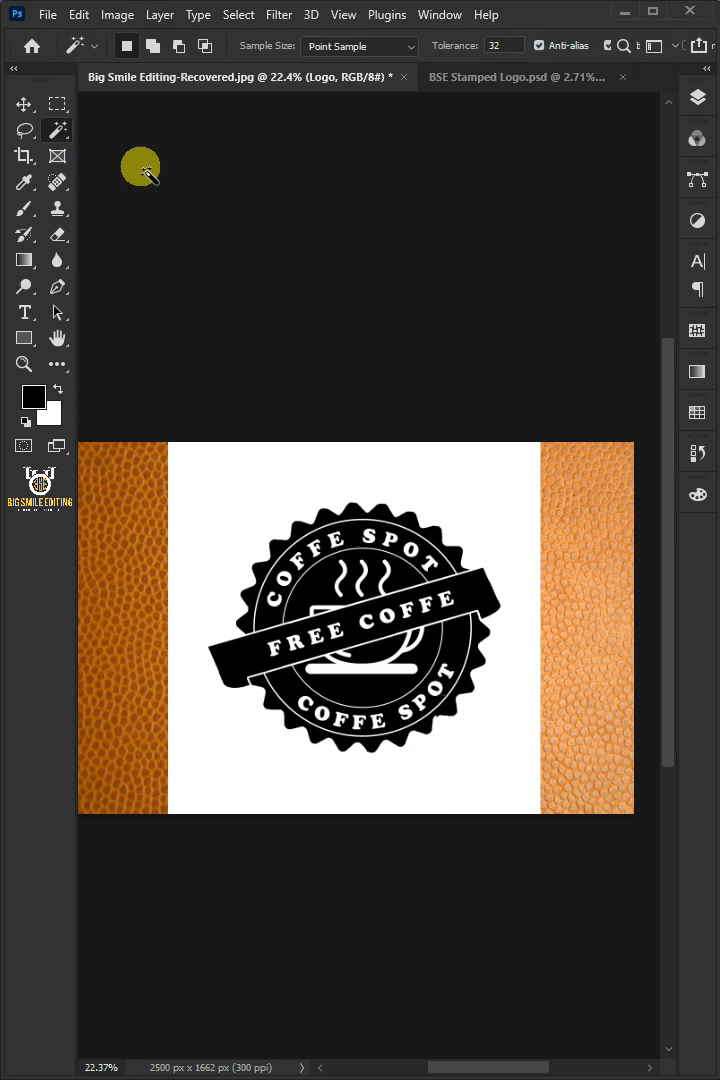 Ps File Edit Image Layer Type Select Filter 3D View Plugins Window Help
Sample Size: Point Sample Tolerance: 32 Anti-alias
Big Smile Editing-Recovered.jpg @ 22.4% (Logo, RGB/8#) * × BSE Stamped Logo.psd @ 2.71%... ×
BSE
BIG SMILE EDITING
COFFE SPOT
FREE COFFE
COFFE SPOT
22.37% 2500 px x 1662 px (300 ppi)